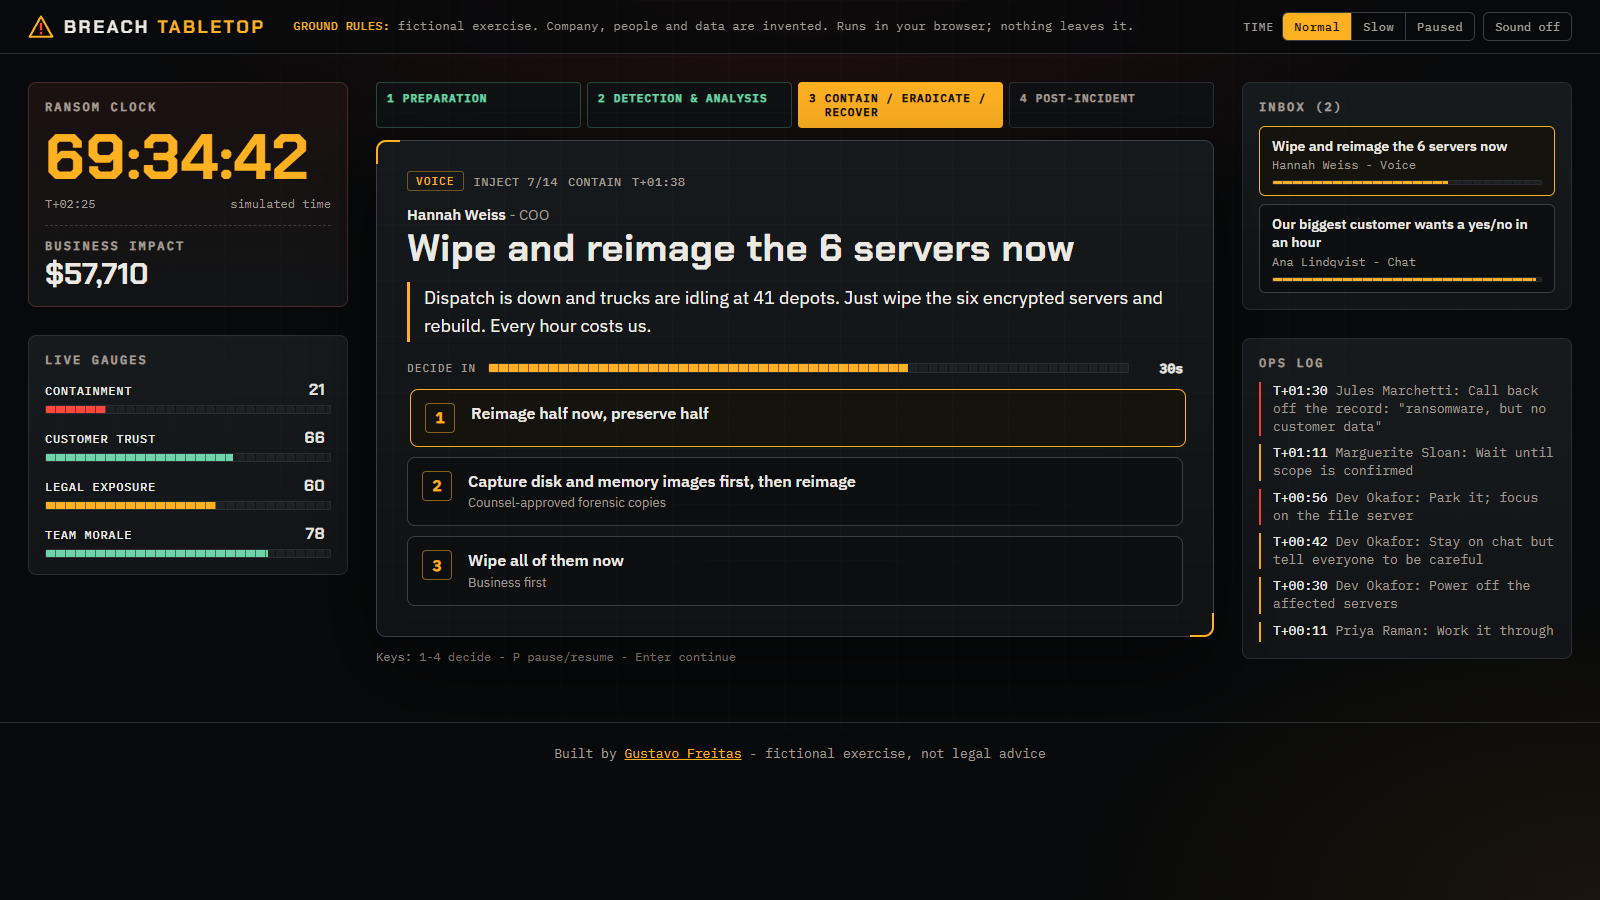 BREACH TABLETOP
GROUND RULES: fictional exercise. Company, people and data are invented. Runs in your browser; nothing leaves it.
TIME Normal Slow Paused Sound off
RANSOM CLOCK
69:34:42
T+02:25 simulated time
BUSINESS IMPACT
$57,710
LIVE GAUGES
CONTAINMENT 21
CUSTOMER TRUST 66
LEGAL EXPOSURE 60
TEAM MORALE 78
1 PREPARATION
2 DETECTION & ANALYSIS
3 CONTAIN / ERADICATE /
RECOVER
4 POST-INCIDENT
VOICE INJECT 7/14 CONTAIN T+01:38
Hannah Weiss - COO
Wipe and reimage the 6 servers now
Dispatch is down and trucks are idling at 41 depots. Just wipe the six encrypted servers and
rebuild. Every hour costs us.
DECIDE IN 30s
1 Reimage half now, preserve half
2 Capture disk and memory images first, then reimage
Counsel-approved forensic copies
3 Wipe all of them now
Business first
Keys: 1-4 decide - P pause/resume - Enter continue
INBOX (2)
Wipe and reimage the 6 servers now
Hannah Weiss - Voice
Our biggest customer wants a yes/no in
an hour
Ana Lindqvist - Chat
OPS LOG
T+01:30 Jules Marchetti: Call back
off the record: "ransomware, but no
customer data"
T+01:11 Marguerite Sloan: Wait until
scope is confirmed
T+00:56 Dev Okafor: Park it; focus
on the file server
T+00:42 Dev Okafor: Stay on chat but
tell everyone to be careful
T+00:30 Dev Okafor: Power off the
affected servers
T+00:11 Priya Raman: Work it through
Built by Gustavo Freitas - fictional exercise, not legal advice